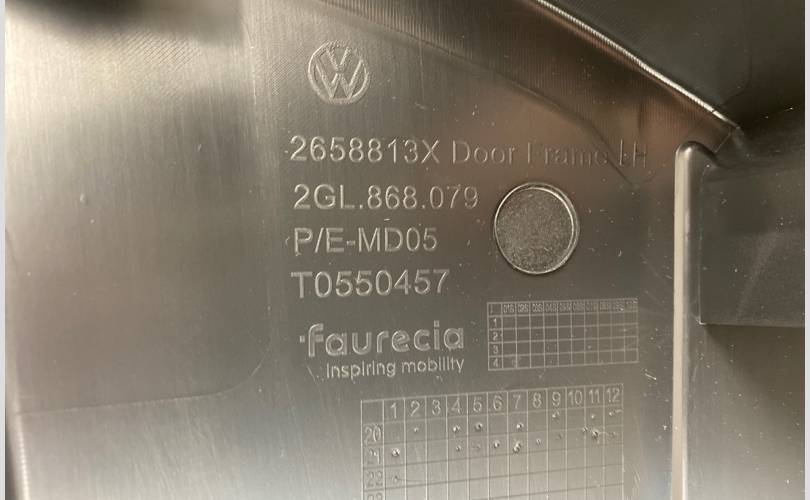 VW
2658813X Door Frame LH
2GL.868.079
P/E-MD05
T0550457
faurecia
inspiring mobility
1
2
3
4
1 2 3 4 5 6 7 8 9 10 11 12
20
21
22